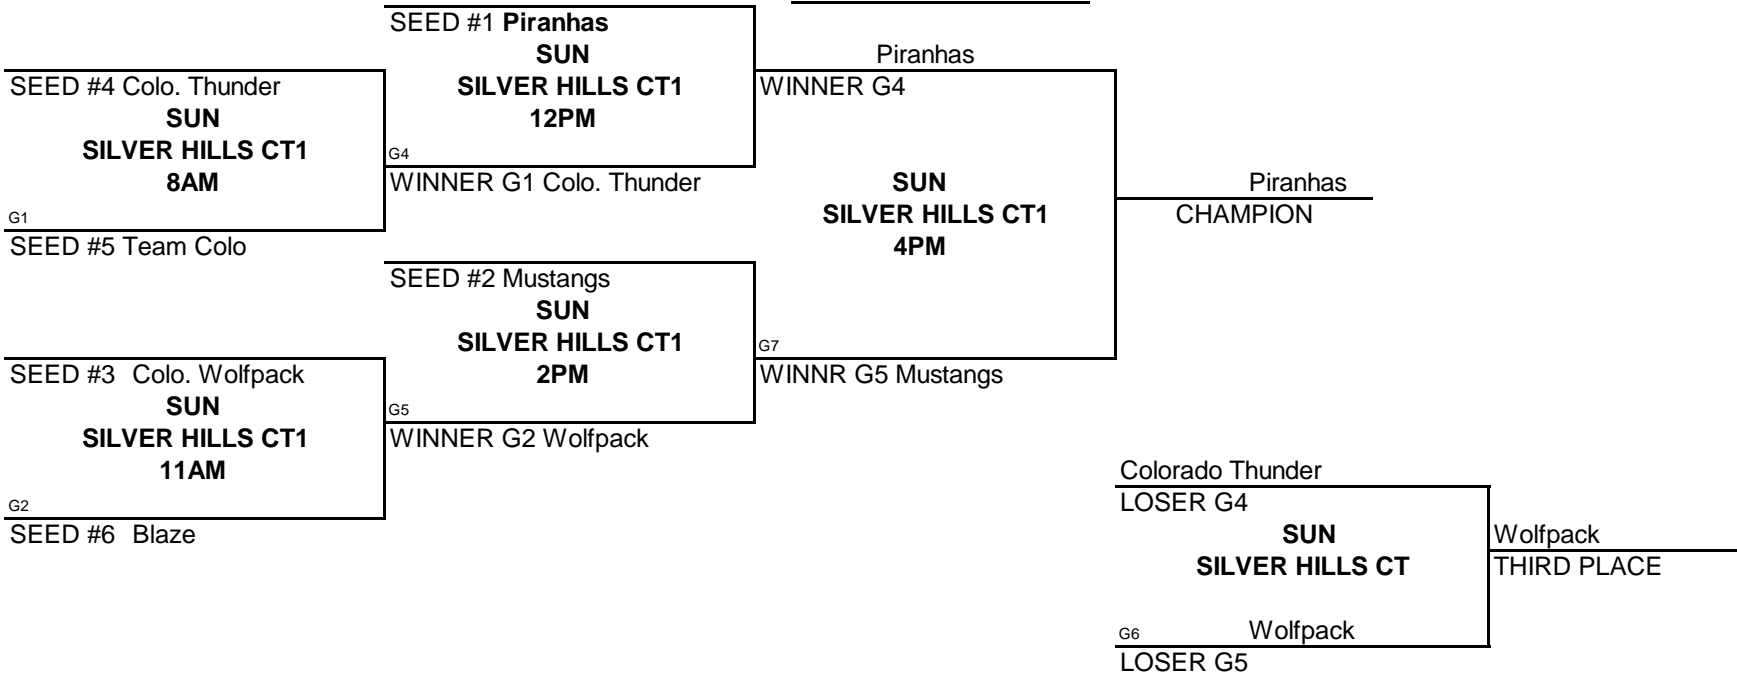 SEED #1 Piranhas
SUN
SILVER HILLS CT1
12PM
G4
WINNER G1 Colo. Thunder
SEED #4 Colo. Thunder
SUN
SILVER HILLS CT1
8AM
G1
SEED #5 Team Colo
Piranhas
WINNER G4
SUN
SILVER HILLS CT1
4PM
G7
WINNR G5 Mustangs
Piranhas
CHAMPION
SEED #2 Mustangs
SUN
SILVER HILLS CT1
2PM
G5
WINNER G2 Wolfpack
SEED #3 Colo. Wolfpack
SUN
SILVER HILLS CT1
11AM
G2
SEED #6 Blaze
Colorado Thunder
LOSER G4
SUN
SILVER HILLS CT
G6 Wolfpack
LOSER G5
Wolfpack
THIRD PLACE